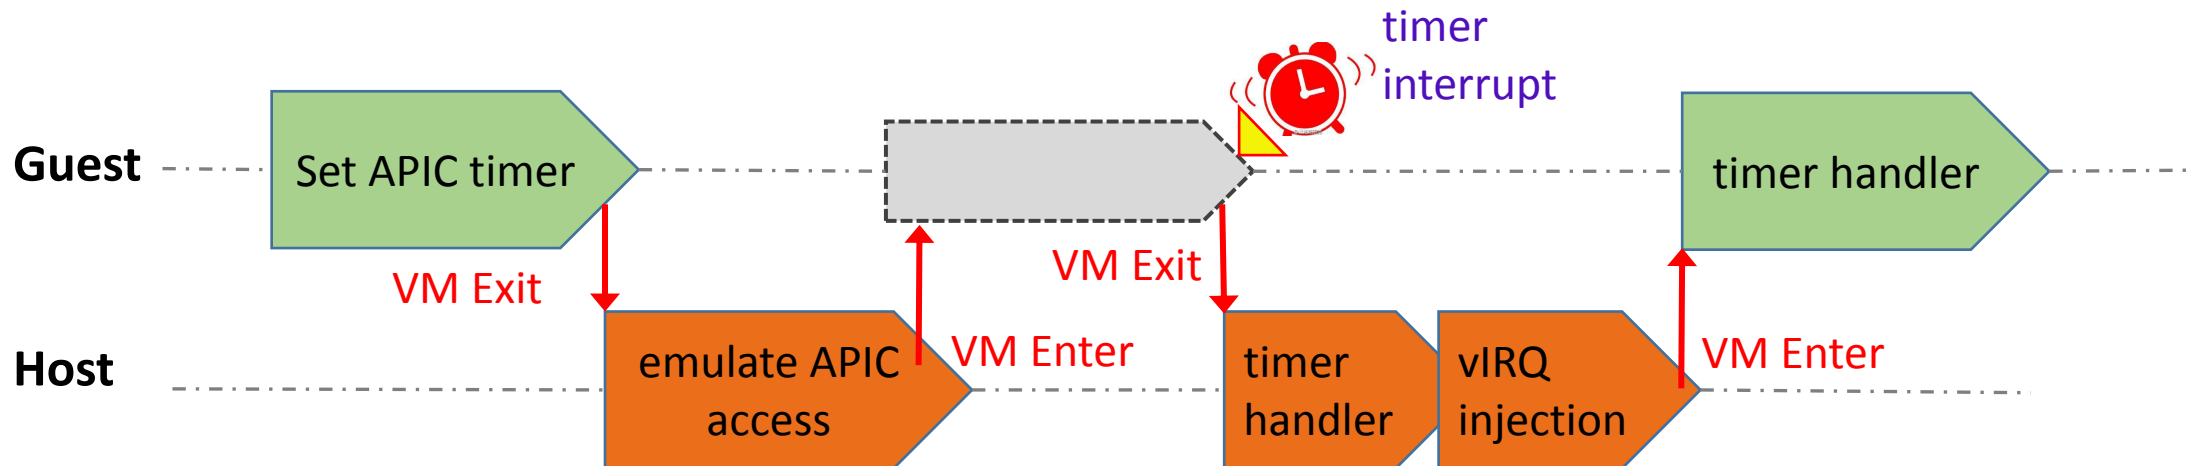 timer
interrupt
Guest
Set APIC timer
timer handler
VM Exit
VM Exit
Host
emulate APIC
access
VM Enter
timer
handler
vIRQ
injection
VM Enter